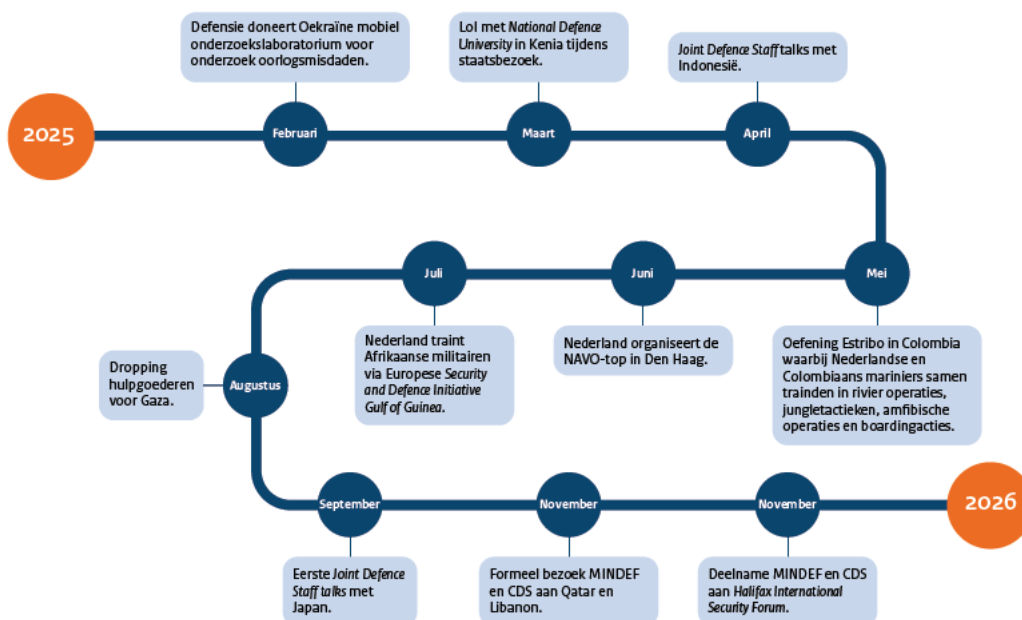 2025
Defensie doneert Oekraïne mobiel
onderzoekslaboratorium voor
onderzoek oorlogsmisdaden.
Februari
LoI met National Defence
University in Kenia tijdens
staatsbezoek.
Maart
Joint Defence Staff talks met
Indonesië.
April
Mei
Oefening Estribo in Colombia
waarbij Nederlandse en
Colombiaans mariniers samen
trainden in rivier operaties,
jungletactieken, amfibische
operaties en boardingacties.
Juni
Nederland organiseert de
NAVO-top in Den Haag.
Juli
Nederland traint
Afrikaanse militairen
via Europese Security
and Defence Initiative
Gulf of Guinea.
Augustus
Dropping
hulpgoederen
voor Gaza.
September
Eerste Joint Defence
Staff talks met
Japan.
November
Formeel bezoek MINDEF
en CDS aan Qatar en
Libanon.
November
Deelname MINDEF en CDS
aan Halifax International
Security Forum.
2026